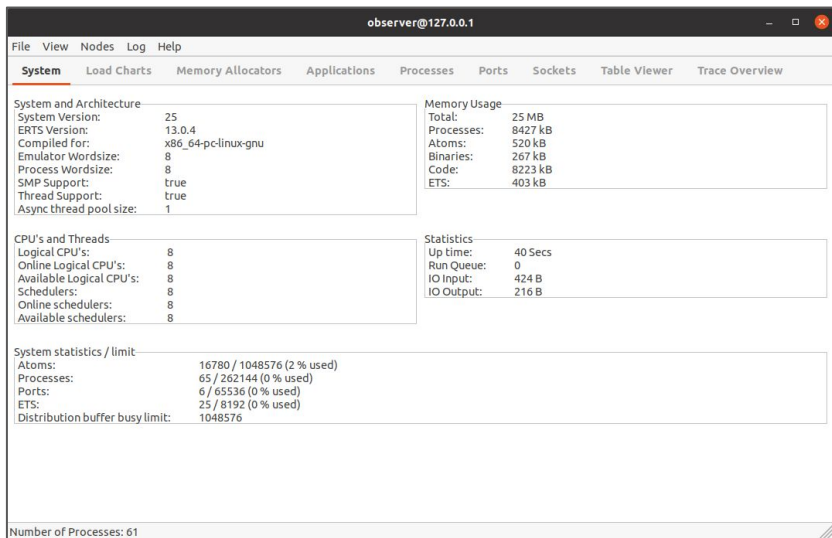 observer@127.0.0.1
File View Nodes Log Help
System Load Charts Memory Allocators Applications Processes Ports Sockets Table Viewer Trace Overview
System and Architecture
System Version: 25
ERTS Version: 13.0.4
Compiled for: x86_64-pc-linux-gnu
Emulator Wordsize: 8
Process Wordsize: 8
SMP Support: true
Thread Support: true
Async thread pool size: 1
Memory Usage
Total: 25 MB
Processes: 8427 kB
Atoms: 520 kB
Binaries: 267 kB
Code: 8223 kB
ETS: 403 kB
CPU's and Threads
Logical CPU's: 8
Online Logical CPU's: 8
Available Logical CPU's: 8
Schedulers: 8
Online schedulers: 8
Available schedulers: 8
Statistics
Up time: 40 Secs
Run Queue: 0
IO Input: 424 B
IO Output: 216 B
System statistics / limit
Atoms: 16780 / 1048576 (2 % used)
Processes: 65 / 262144 (0 % used)
Ports: 6 / 65536 (0 % used)
ETS: 25 / 8192 (0 % used)
Distribution buffer busy limit: 1048576
Number of Processes: 61